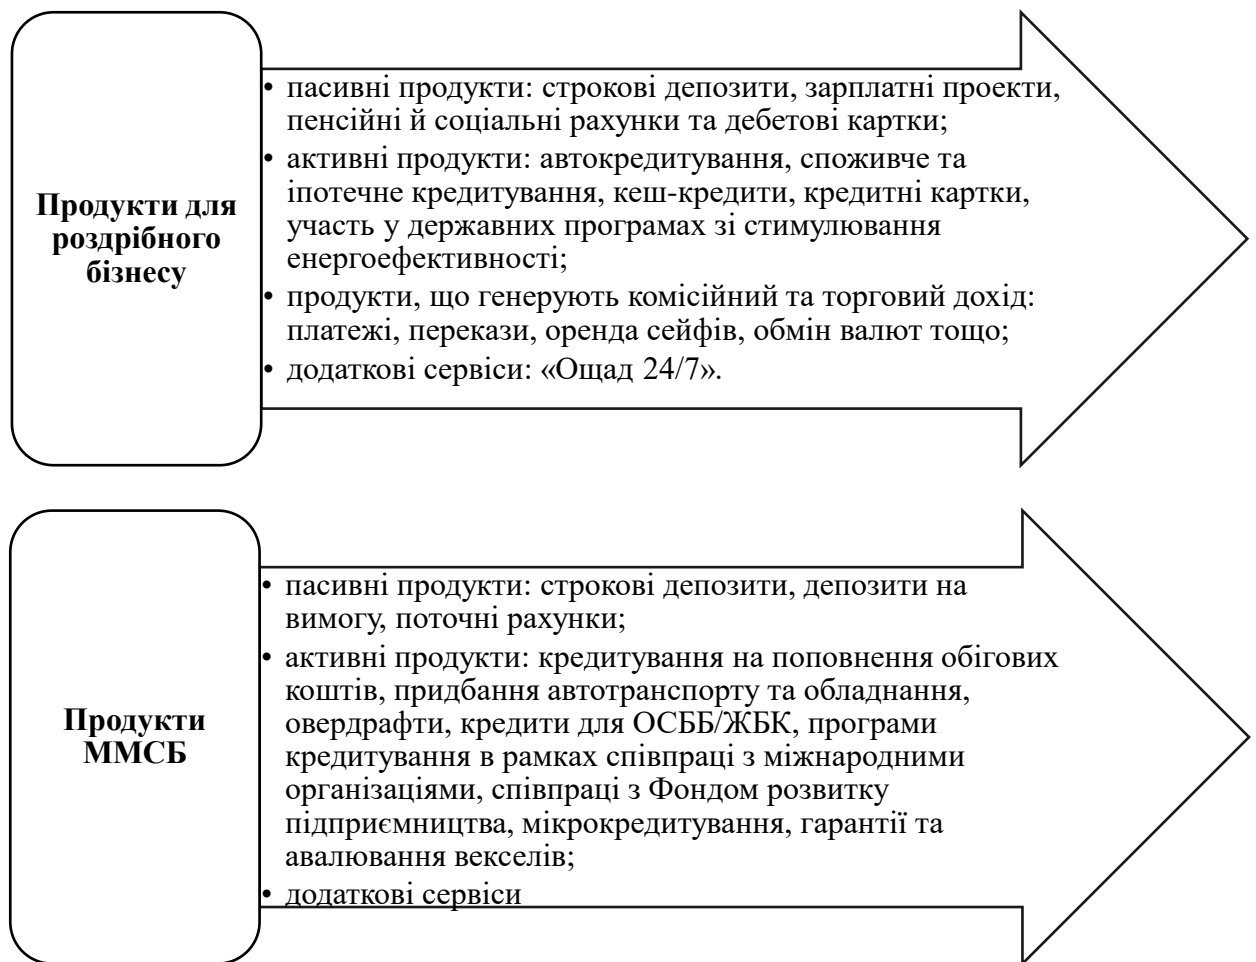 Продукти для
роздрібного
бізнесу
• пасивні продукти: строкові депозити, зарплатні проекти,
пенсійні й соціальні рахунки та дебетові картки;
• активні продукти: автокредитування, споживче та
іпотечне кредитування, кеш-кредити, кредитні картки,
участь у державних програмах зі стимулювання
енергоефективності;
• продукти, що генерують комісійний та торговий дохід:
платежі, перекази, оренда сейфів, обмін валют тощо;
• додаткові сервіси: «Ощад 24/7».
Продукти
ММСБ
• пасивні продукти: строкові депозити, депозити на
вимогу, поточні рахунки;
• активні продукти: кредитування на поповнення обігових
коштів, придбання автотранспорту та обладнання,
овердрафти, кредити для ОСББ/ЖБК, програми
кредитування в рамках співпраці з міжнародними
організаціями, співпраці з Фондом розвитку
підприємництва, мікрокредитування, гарантії та
авалювання векселів;
• додаткові сервіси